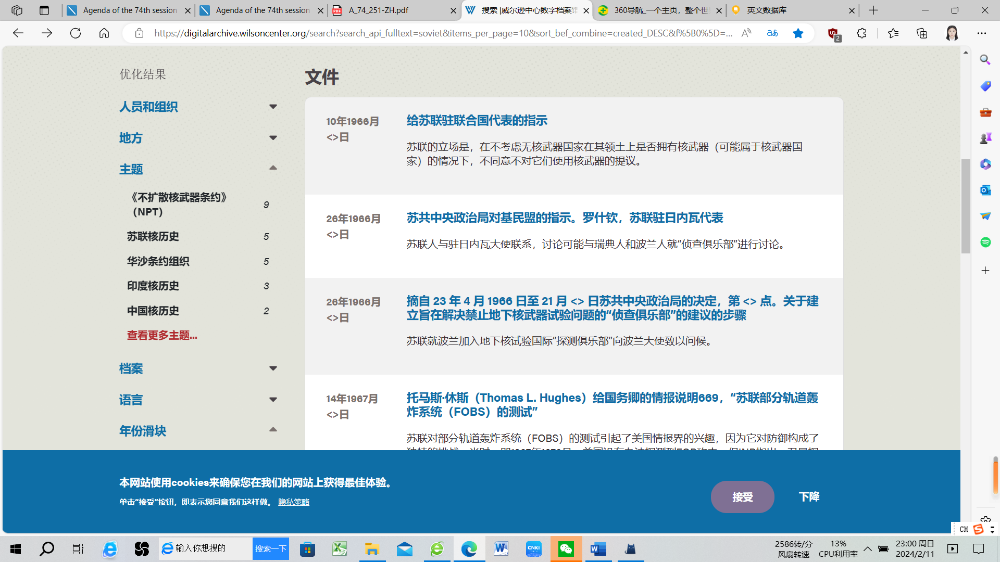 Agenda of the 74th session
Agenda of the 74th session
A_74_251-ZH.pdf
搜索 |威尔逊中心数字档案馆
360导航_一个主页，整个世
英文数据库
https://digitalarchive.wilsoncenter.org/search?search_api_fulltext=soviet&items_per_page=10&sort_bef_combine=created_DESC&f%5B0%5D=...
2
优化结果
人员和组织
地方
主题
《不扩散核武器条约》
（NPT）
9
苏联核历史
5
华沙条约组织
5
印度核历史
3
中国核历史
2
查看更多主题...
档案
语言
年份滑块
文件
10年1966月
<>日
给苏联驻联合国代表的指示
苏联的立场是，在不考虑无核武器国家在其领土上是否拥有核武器（可能属于核武器国
家）的情况下，不同意不对它们使用核武器的提议。
26年1966月
<>日
苏共中央政治局对基民盟的指示。罗什钦，苏联驻日内瓦代表
苏联人与驻日内瓦大使联系，讨论可能与瑞典人和波兰人就“侦查俱乐部”进行讨论。
26年1966月
<>日
摘自 23 年 4 月 1966 日至 21 月 <> 日苏共中央政治局的决定，第 <> 点。关于建
立旨在解决禁止地下核武器试验问题的“侦查俱乐部”的建议的步骤
苏联就波兰加入地下核试验国际“探测俱乐部”向波兰大使致以问候。
14年1967月
<>日
托马斯·休斯（Thomas L. Hughes）给国务卿的情报说明669，“苏联部分轨道轰
炸系统（FOBS）的测试”
苏联对部分轨道轰炸系统（FOBS）的测试引起了美国情报界的兴趣，因为它对防御构成了
本网站使用cookies来确保您在我们的网站上获得最佳体验。
单击“接受”按钮，即表示您同意我们这样做。 隐私策略
接受
下降
CH
输入你想搜的
搜索一下
CNKI
2586转/分
风扇转速
13%
CPU利用率
23:00 周日
2024/2/11